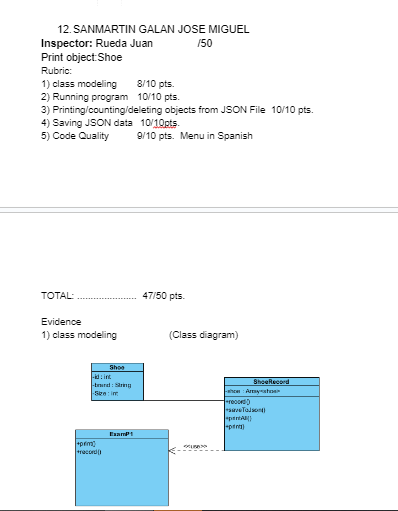 12. SANMARTIN GALAN JOSE MIGUEL
Inspector: Rueda Juan /50
Print object:Shoe
Rubric:
1) class modeling 8/10 pts.
2) Running program 10/10 pts.
3) Printing/counting/deleting objects from JSON File 10/10 pts.
4) Saving JSON data 10/10pts.
5) Code Quality 9/10 pts. Menu in Spanish
TOTAL: ...................... 47/50 pts.
Evidence
1) class modeling (Class diagram)
Shoe
-id : int
-brand : String
-Size : int
ShoeRecord
-shoe : Array<shoe>
+record()
+saveToJson()
+printAll()
+print()
ExamP1
+print()
+record()
<<use>>